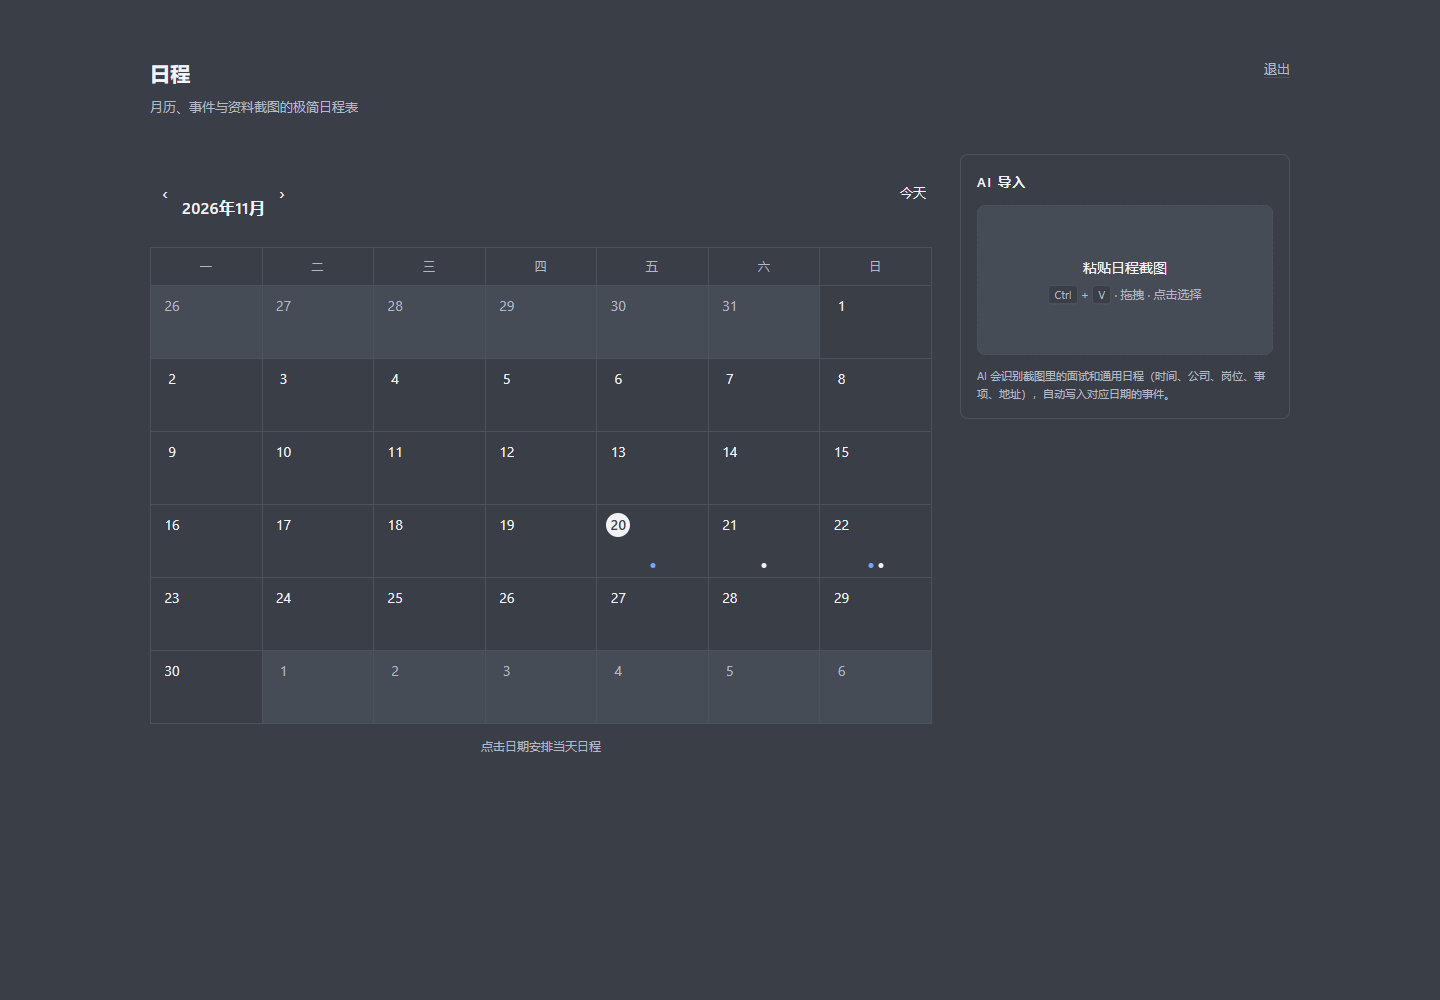 日程
退出
月历、事件与资料截图的极简日程表
‹ 2026年11月 ›
今天
一 二 三 四 五 六 日
26 27 28 29 30 31 1
2 3 4 5 6 7 8
9 10 11 12 13 14 15
16 17 18 19 20 21 22
23 24 25 26 27 28 29
30 1 2 3 4 5 6
点击日期安排当天日程
AI 导入
粘贴日程截图
Ctrl + V · 拖拽 · 点击选择
AI 会识别截图里的面试和通用日程（时间、公司、岗位、事
项、地址），自动写入对应日期的事件。